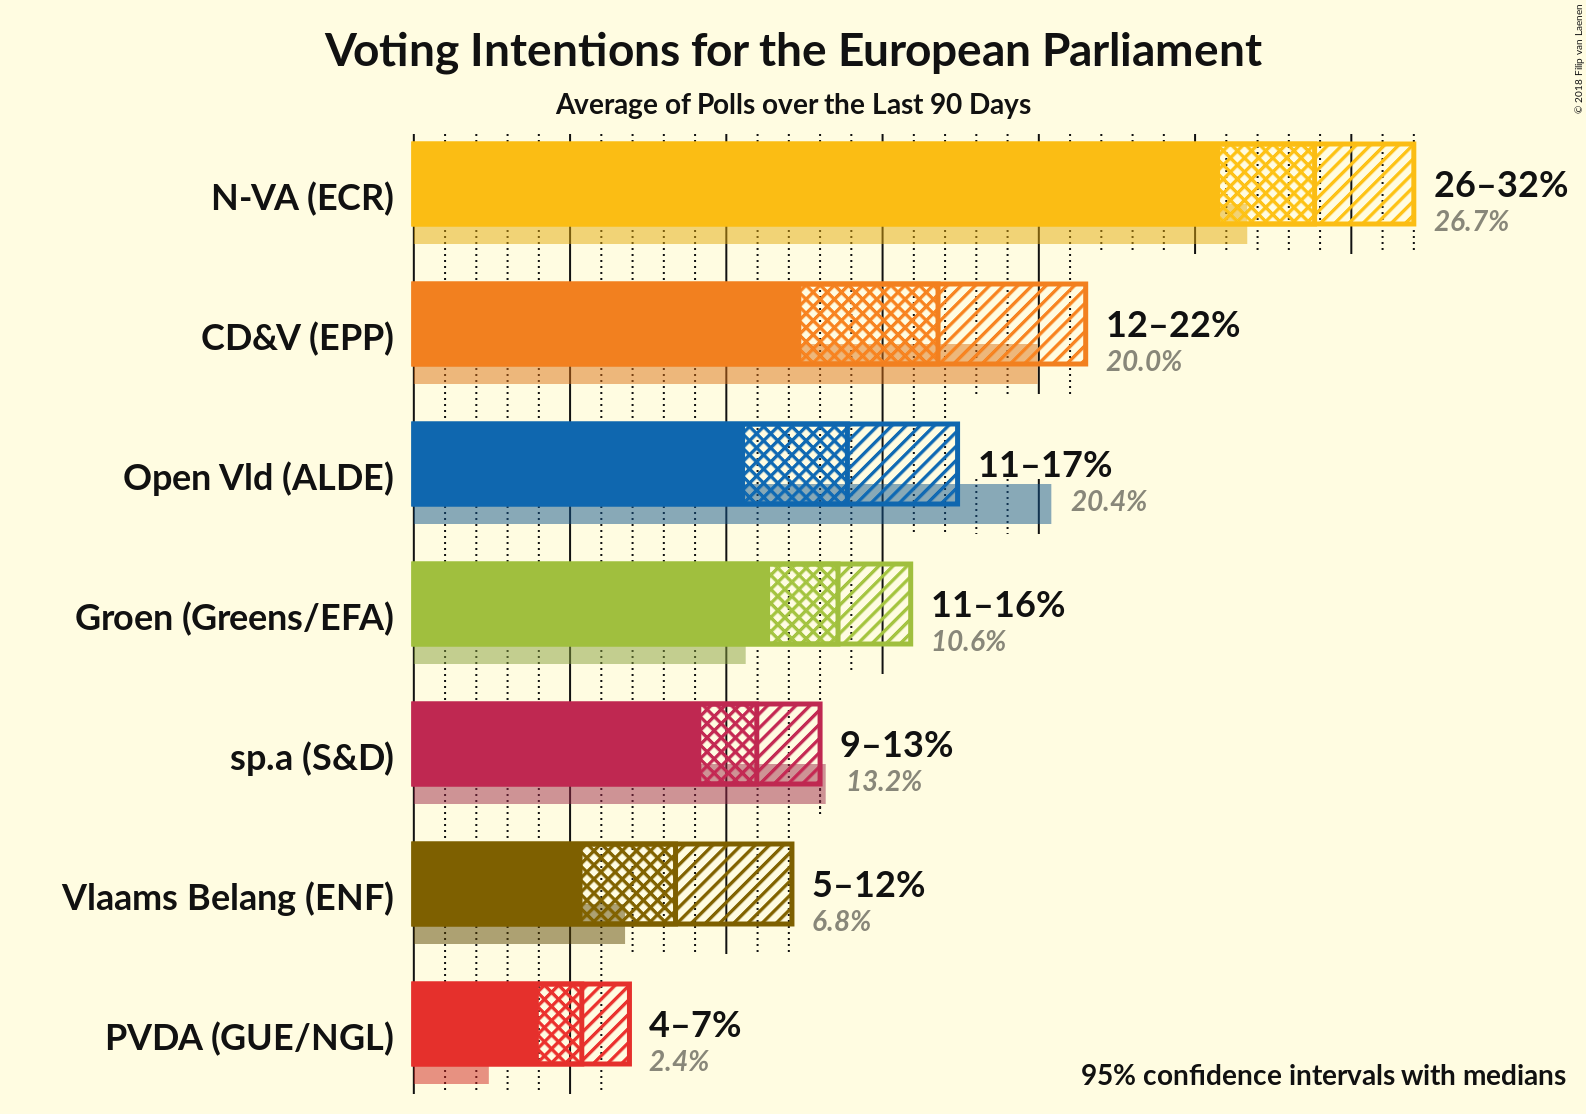 Voting Intentions for the European Parliament
Average of Polls over the Last 90 Days
© 2018 Filip van Laenen
N-VA (ECR)
26–32%
26.7%
CD&V (EPP)
12–22%
20.0%
Open Vld (ALDE)
11–17%
20.4%
Groen (Greens/EFA)
11–16%
10.6%
sp.a (S&D)
9–13%
13.2%
Vlaams Belang (ENF)
5–12%
6.8%
PVDA (GUE/NGL)
4–7%
2.4%
95% confidence intervals with medians